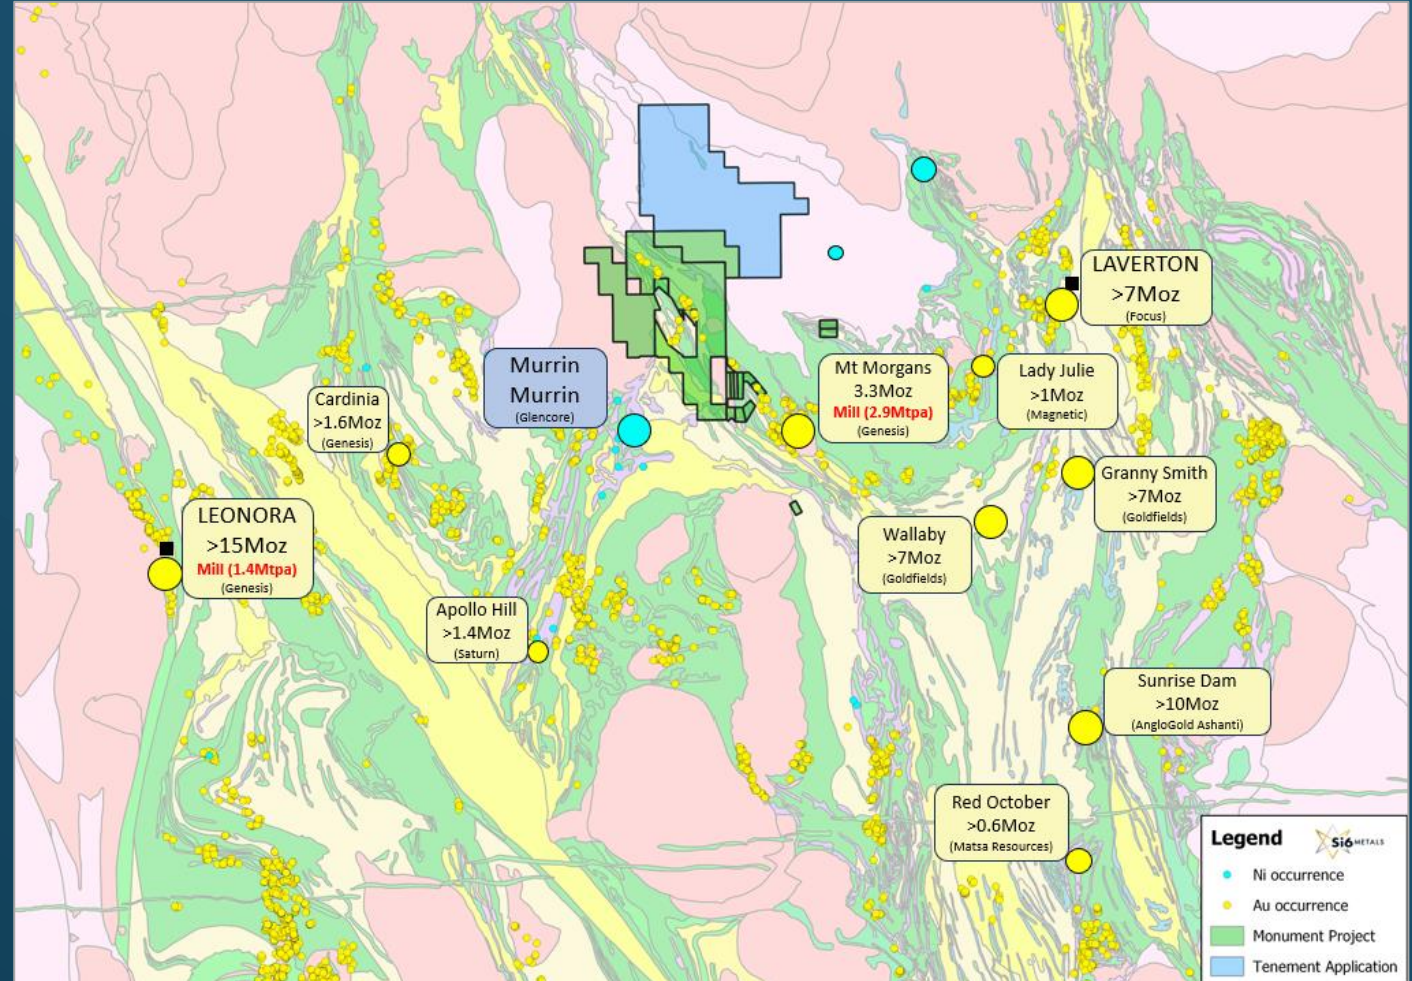 LAVERTON
>7Moz
(Focus)
Murrin
Murrin
(Glencore)
Mt Morgans
3.3Moz
Mill (2.9Mtpa)
(Genesis)
Lady Julie
>1Moz
(Magnetic)
Cardinia
>1.6Moz
(Genesis)
Granny Smith
>7Moz
(Goldfields)
LEONORA
>15Moz
Mill (1.4Mtpa)
(Genesis)
Wallaby
>7Moz
(Goldfields)
Apollo Hill
>1.4Moz
(Saturn)
Sunrise Dam
>10Moz
(AngloGold Ashanti)
Red October
>0.6Moz
(Matsa Resources)
Legend
Si6 METALS
Ni occurrence
Au occurrence
Monument Project
Tenement Application